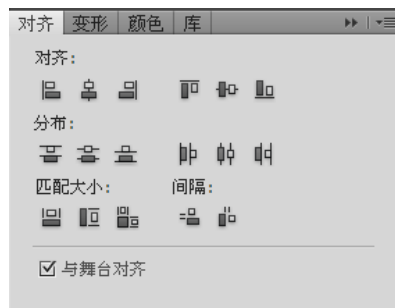 对齐 变形 颜色 库
对齐:
分布:
匹配大小: 间隔:
与舞台对齐